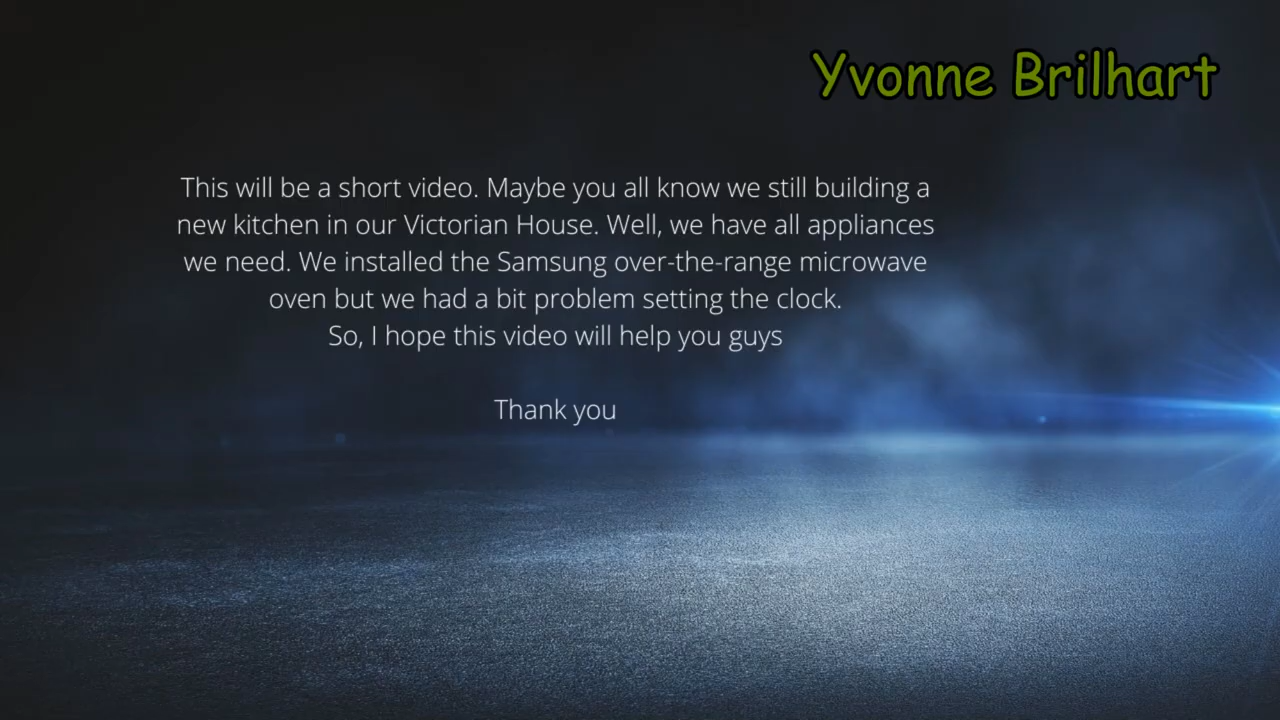 Yvonne Brilhart
This will be a short video. Maybe you all know we still building a
new kitchen in our Victorian House. Well, we have all appliances
we need. We installed the Samsung over-the-range microwave
oven but we had a bit problem setting the clock.
So, I hope this video will help you guys
Thank you